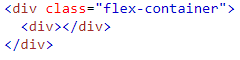 <div class="flex-container">
  <div></div>
</div>